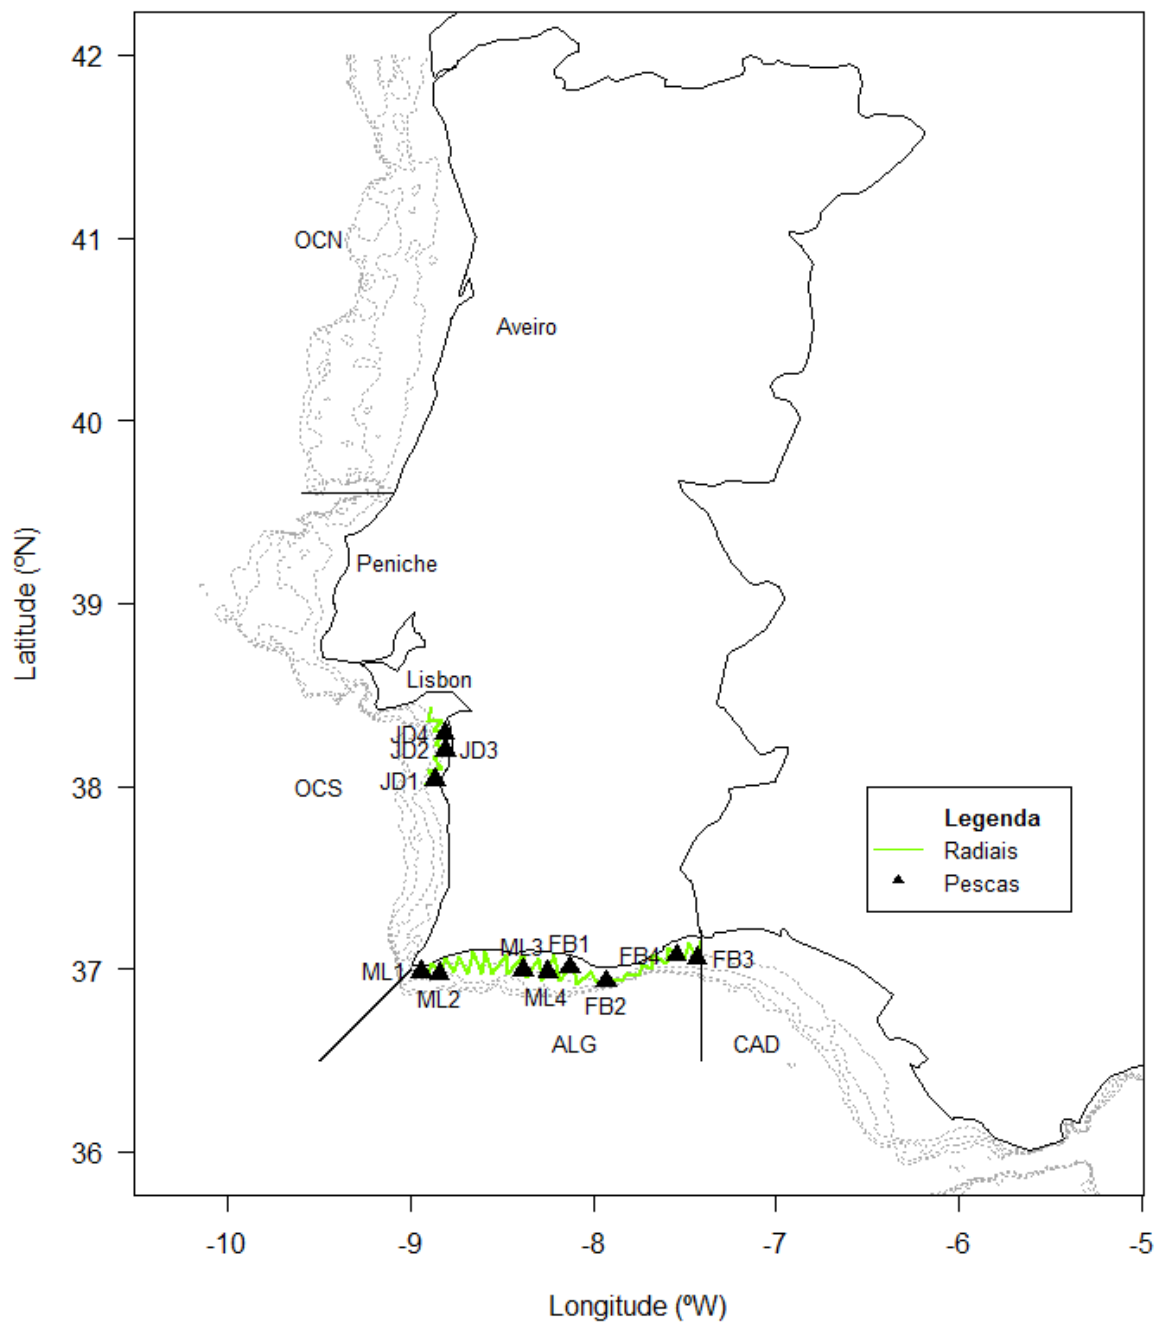 42
41
OCN
Aveiro
40
Peniche
39
Lisbon
JD4
JD2
JD3
JD1
38
OCS
Legenda
Radiais
Pescas
ML3
FB1
FB4
FB3
37
ML1
ML2
ML4
FB2
ALG
CAD
36
-10
-9
-8
-7
-6
-5
Latitude (ºN)
Longitude (ºW)